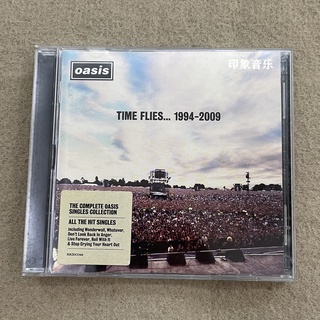 oasis
印象音乐
TIME FLIES... 1994-2009
THE COMPLETE OASIS
SINGLES COLLECTION
ALL THE HIT SINGLES
including Wonderwall, Whatever,
Don't Look Back In Anger,
Live Forever, Roll With It
& Stop Crying Your Heart Out